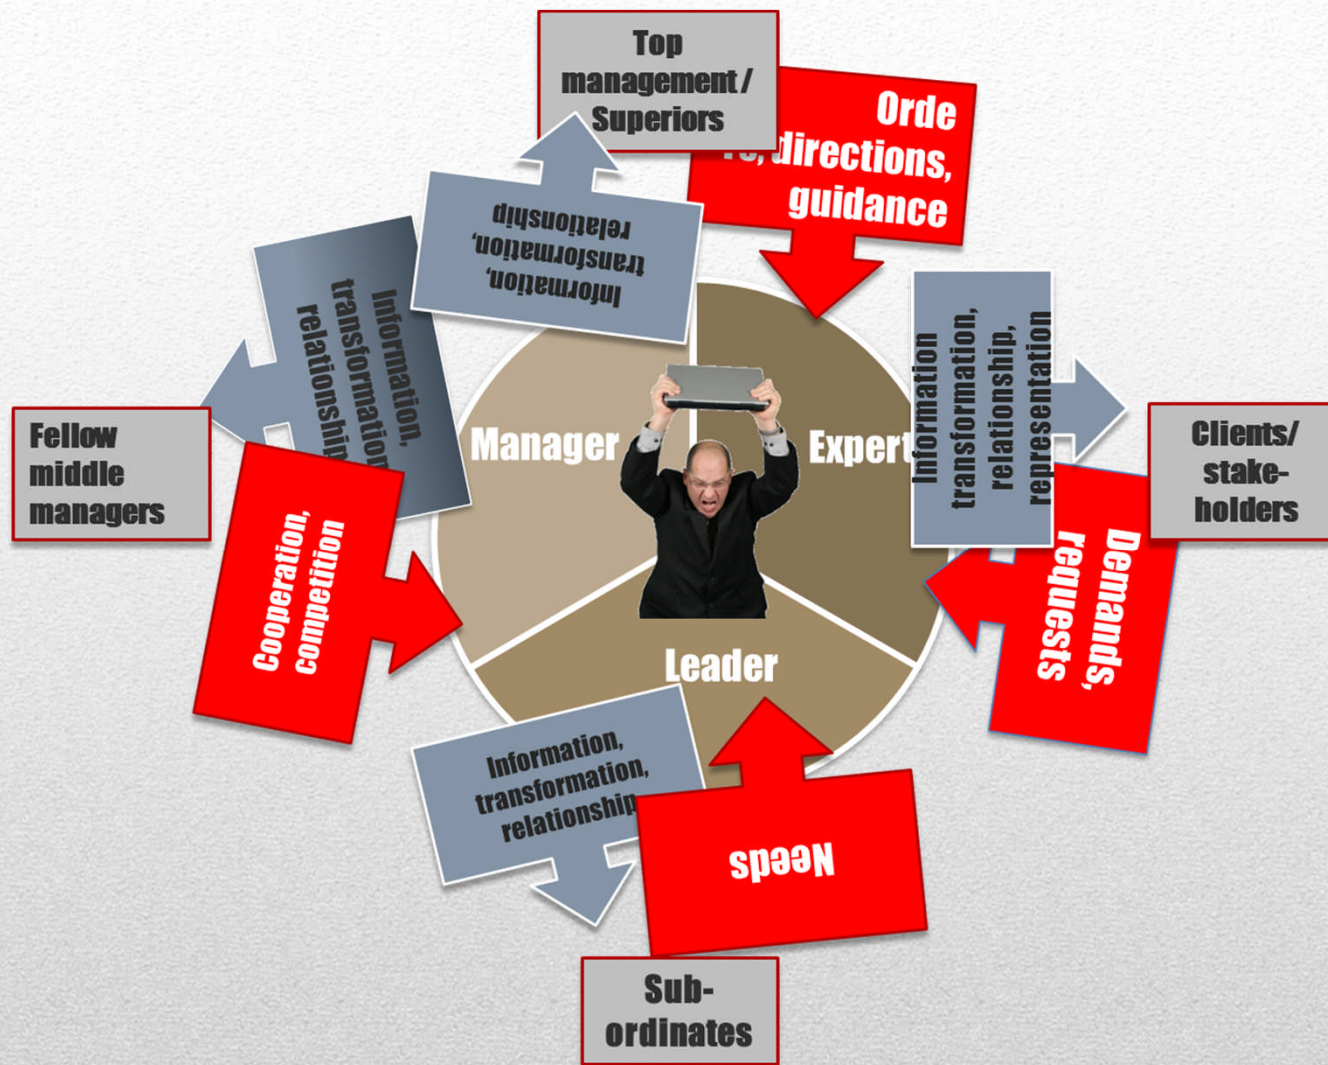 Top
management/
Superiors
Orde
rs, directions,
guidance
Information,
transformation,
relationship
Information,
transformation,
relationship
Information
transformation,
relationship,
representation
Manager
Expert
Leader
Fellow
middle
managers
Clients/
stake-
holders
Cooperation,
competition
Demands,
requests
Information,
transformation,
relationship
Needs
Sub-
ordinates